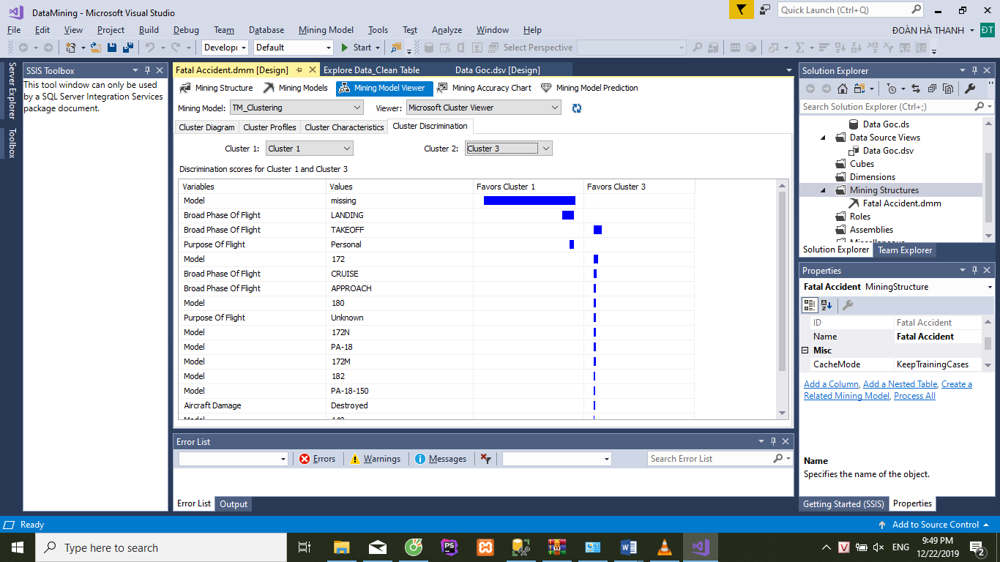 DataMining - Microsoft Visual Studio
Quick Launch (Ctrl+Q)
File Edit View Project Build Debug Team Database Mining Model Tools Test Analyze Window Help
ĐOÀN HÀ THANH ĐT
Developi Default Start Select Perspective
Server Explorer
Toolbox
SSIS Toolbox
This tool window can only be used
by a SQL Server Integration Services
package document.
Fatal Accident.dmm [Design] Explore Data_Clean Table Data Goc.dsv [Design]
Mining Structure Mining Models Mining Model Viewer Mining Accuracy Chart Mining Model Prediction
Mining Model: TM_Clustering Viewer: Microsoft Cluster Viewer
Cluster Diagram Cluster Profiles Cluster Characteristics Cluster Discrimination
Cluster 1: Cluster 1 Cluster 2: Cluster 3
Discrimination scores for Cluster 1 and Cluster 3
Variables Values Favors Cluster 1 Favors Cluster 3
Model missing
Broad Phase Of Flight LANDING
Broad Phase Of Flight TAKEOFF
Purpose Of Flight Personal
Model 172
Broad Phase Of Flight CRUISE
Broad Phase Of Flight APPROACH
Model 180
Purpose Of Flight Unknown
Model 172N
Model PA-18
Model 172M
Model 182
Model PA-18-150
Aircraft Damage Destroyed
Model
Error List
Errors Warnings Messages Search Error List
Error List Output
Solution Explorer
Search Solution Explorer (Ctrl+;)
Data Goc.ds
Data Source Views
Data Goc.dsv
Cubes
Dimensions
Mining Structures
Fatal Accident.dmm
Roles
Assemblies
Miscellaneous
Solution Explorer Team Explorer
Properties
Fatal Accident MiningStructure
ID Fatal Accident
Name Fatal Accident
Misc
CacheMode KeepTrainingCases
Add a Column, Add a Nested Table, Create a
Related Mining Model, Process All
Name
Specifies the name of the object.
Getting Started (SSIS) Properties
Ready Add to Source Control
Type here to search
PS
V ENG 9:49 PM
12/22/2019 2